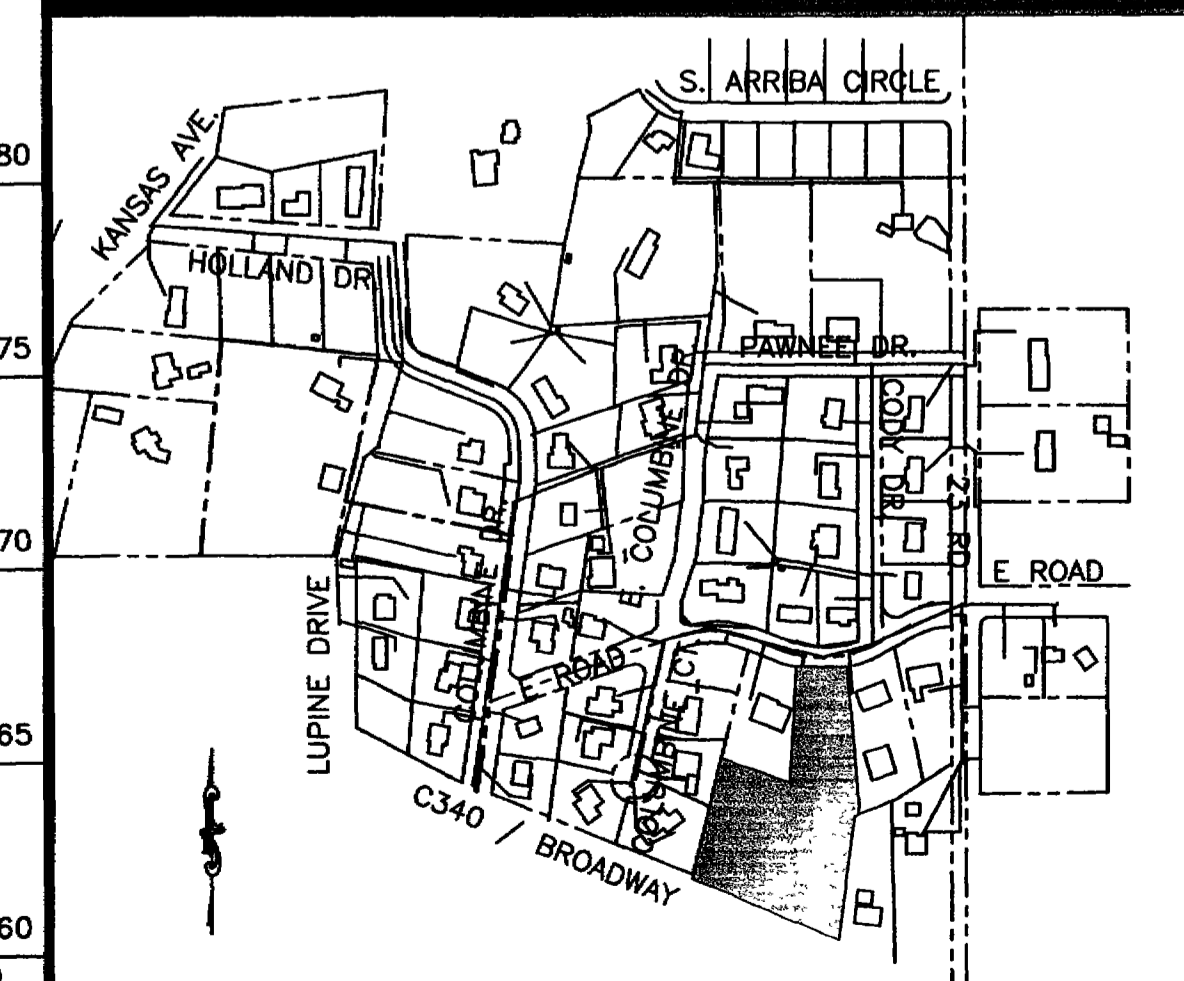 S. ARRIBA CIRCLE
KANSAS AVE.
80
HOLLAND DR
75
PAWNEE DR.
CODY DR
E. COLUMBINE DR
23 RD
70
E ROAD
LUPINE DRIVE
COLUMBINE DR.
E ROAD
COLUMBINE CT
65
C340 / BROADWAY
60